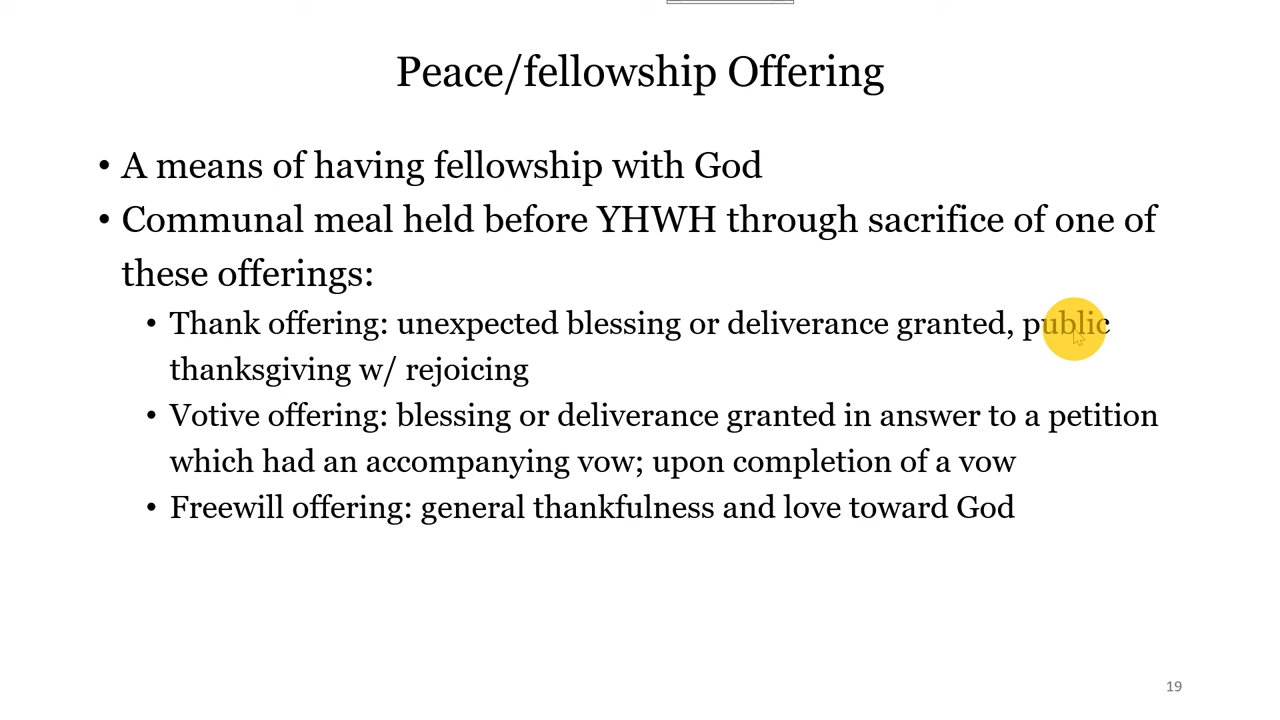 Peace/fellowship Offering
• A means of having fellowship with God
• Communal meal held before YHWH through sacrifice of one of
these offerings:
• Thank offering: unexpected blessing or deliverance granted, public
thanksgiving w/ rejoicing
• Votive offering: blessing or deliverance granted in answer to a petition
which had an accompanying vow; upon completion of a vow
• Freewill offering: general thankfulness and love toward God
19